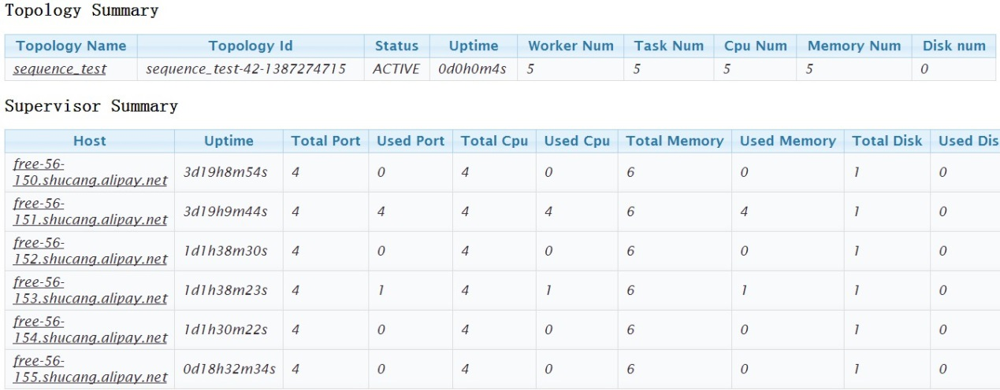 Topology Summary
Topology Name Topology Id Status Uptime Worker Num Task Num Cpu Num Memory Num Disk num
sequence_test sequence_test-42-1387274715 ACTIVE 0d0h0m4s 5 5 5 5 0
Supervisor Summary
Host Uptime Total Port Used Port Total Cpu Used Cpu Total Memory Used Memory Total Disk Used Dis
free-56-
150.shucang.alipay.net 3d19h8m54s 4 0 4 0 6 0 1 0
free-56-
151.shucang.alipay.net 3d19h9m44s 4 4 4 4 6 4 1 0
free-56-
152.shucang.alipay.net 1d1h38m30s 4 0 4 0 6 0 1 0
free-56-
153.shucang.alipay.net 1d1h38m23s 4 1 4 1 6 1 1 0
free-56-
154.shucang.alipay.net 1d1h30m22s 4 0 4 0 6 0 1 0
free-56-
155.shucang.alipay.net 0d18h32m34s 4 0 4 0 6 0 1 0